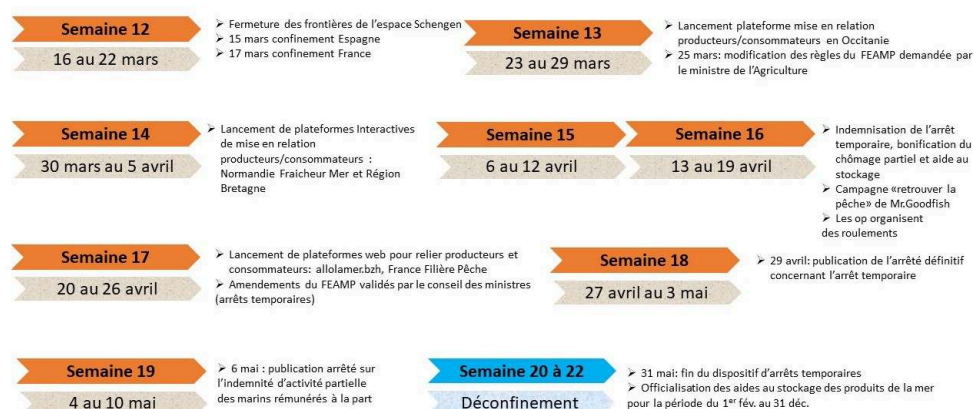 Semaine 12
16 au 22 mars
➤ Fermeture des frontières de l'espace Schengen
➤ 15 mars confinement Espagne
➤ 17 mars confinement France
Semaine 13
23 au 29 mars
➤ Lancement plateforme mise en relation
producteurs/consommateurs en Occitanie
➤ 25 mars: modification des règles du FEAMP demandée par
le ministre de l'Agriculture
Semaine 14
30 mars au 5 avril
➤ Lancement de plateformes Interactives
de mise en relation
producteurs/consommateurs :
Normandie Fraicheur Mer et Région
Bretagne
Semaine 15
6 au 12 avril
Semaine 16
13 au 19 avril
➤ Indemnisation de l'arrêt
temporaire, bonification du
chômage partiel et aide au
stockage
➤ Campagne «retrouver la
pêche» de Mr.Goodfish
➤ Les op organisent
des roulements
Semaine 17
20 au 26 avril
➤ Lancement de plateformes web pour relier producteurs et
consommateurs: allolamer.bzh, France Filière Pêche
➤ Amendements du FEAMP validés par le conseil des ministres
(arrêts temporaires)
Semaine 18
27 avril au 3 mai
➤ 29 avril: publication de l'arrêté définitif
concernant l'arrêt temporaire
Semaine 19
4 au 10 mai
➤ 6 mai : publication arrêté sur
l'indemnité d'activité partielle
des marins rémunérés à la part
Semaine 20 à 22
Déconfinement
➤ 31 mai: fin du dispositif d'arrêts temporaires
➤ Officialisation des aides au stockage des produits de la mer
pour la période du 1er fév. au 31 déc.